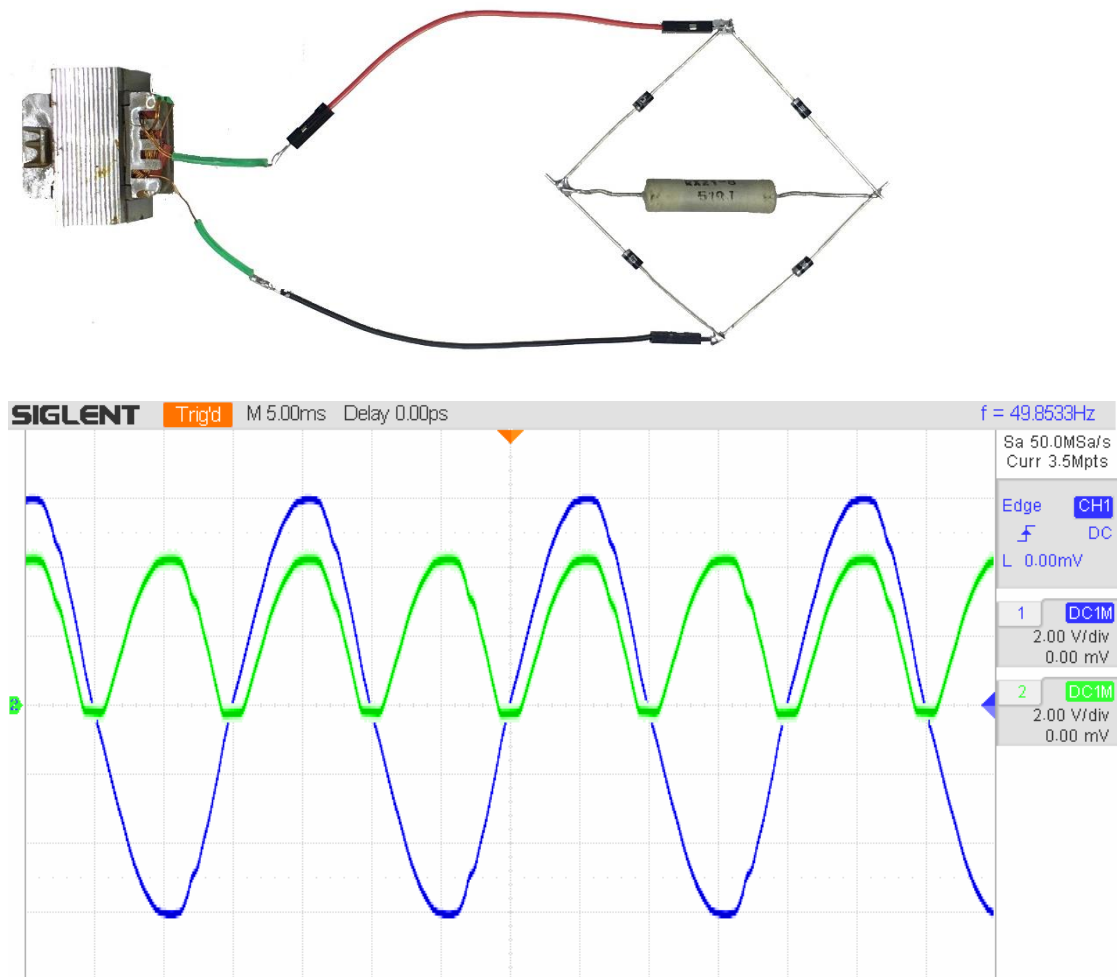 510J
SIGLENT Trig'd M 5.00ms Delay 0.00ps f = 49.8533Hz
Sa 50.0MSa/s
Curr 3.5Mpts
Edge CH1
DC
L 0.00mV
1 DC1M
2.00 V/div
0.00 mV
2 DC1M
2.00 V/div
0.00 mV